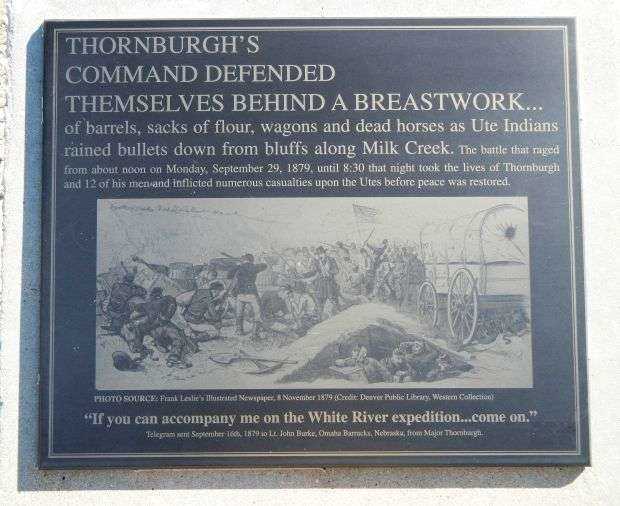 THORNBURGH'S
COMMAND DEFENDED
THEMSELVES BEHIND A BREASTWORK...
of barrels, sacks of flour, wagons and dead horses as Ute Indians
rained bullets down from bluffs along Milk Creek. The battle that raged
from about noon on Monday, September 29, 1879, until 8:30 that night took the lives of Thornburgh
and 12 of his men and inflicted numerous casualties upon the Utes before peace was restored.
PHOTO SOURCE: Frank Leslie's Illustrated Newspaper, 8 November 1879 (Credit: Denver Public Library, Western Collection)
"If you can accompany me on the White River expedition...come on."
Telegram sent September 16th, 1879 to Lt. John Burke, Omaha Barracks, Nebraska, from Major Thornburgh.